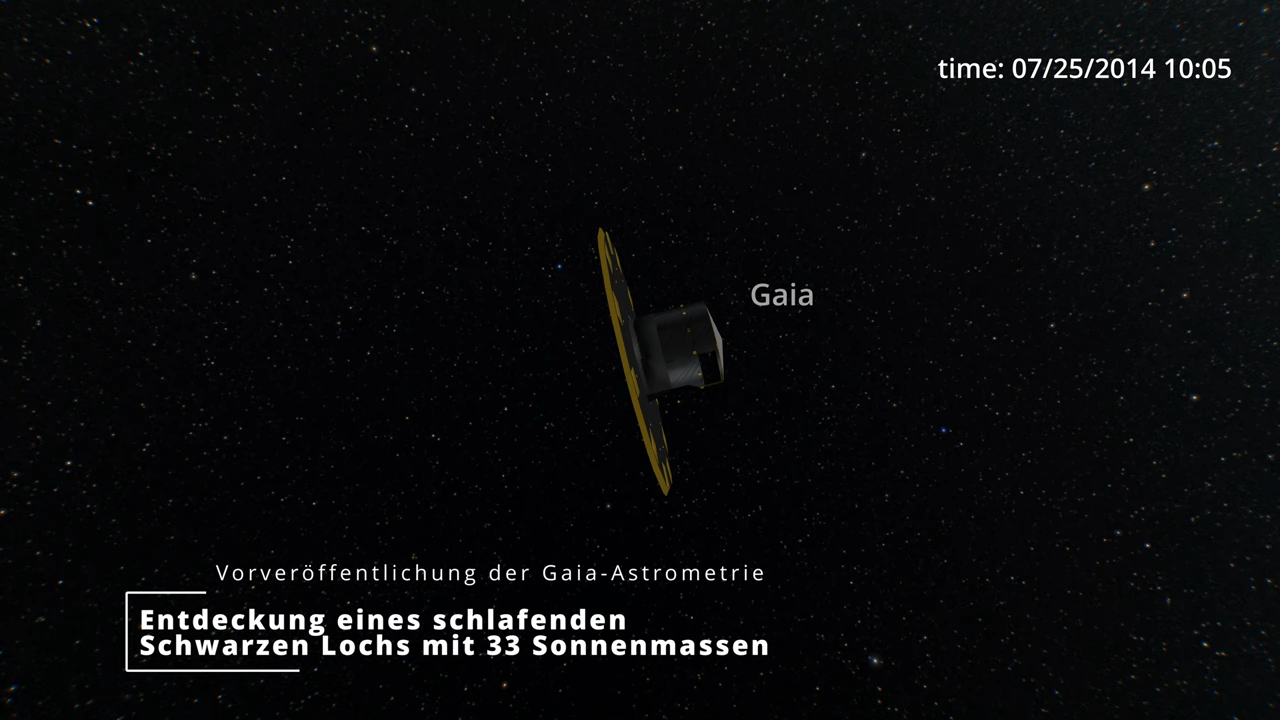 time: 07/25/2014 10:05
Gaia
Vorveröffentlichung der Gaia-Astrometrie
Entdeckung eines schlafenden
Schwarzen Lochs mit 33 Sonnenmassen